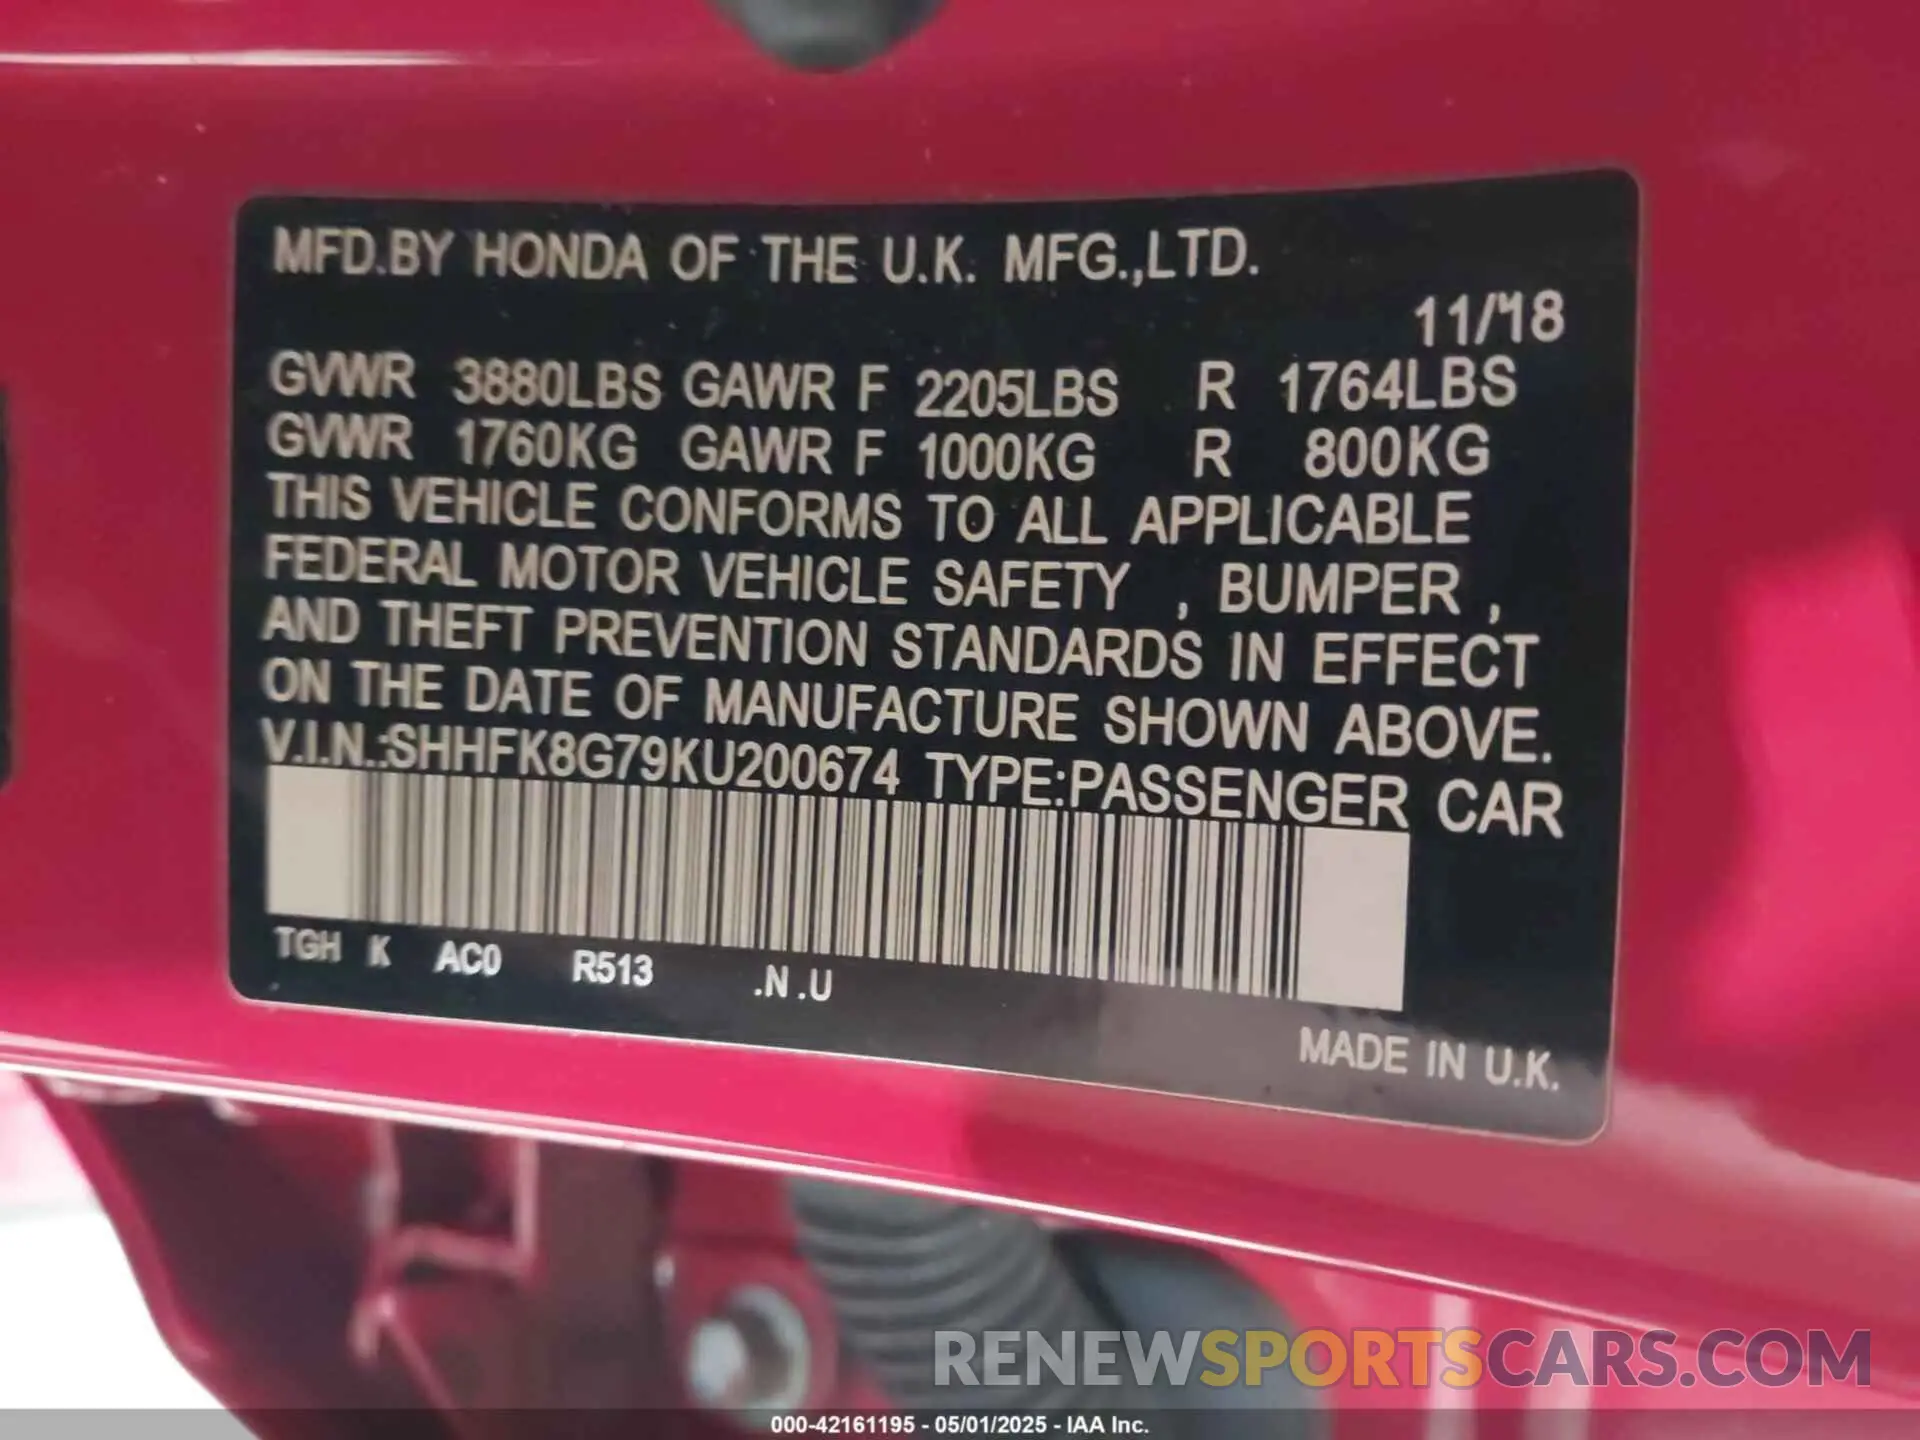 MFD.BY HONDA OF THE U.K. MFG.,LTD.
11/18
GVWR 3880LBS GAWR F 2205LBS R 1764LBS
GVWR 1760KG GAWR F 1000KG R 800KG
THIS VEHICLE CONFORMS TO ALL APPLICABLE
FEDERAL MOTOR VEHICLE SAFETY , BUMPER ,
AND THEFT PREVENTION STANDARDS IN EFFECT
ON THE DATE OF MANUFACTURE SHOWN ABOVE.
V.I.N.:SHHFK8G79KU200674 TYPE:PASSENGER CAR
TGH K AC0 R513 .N .U
MADE IN U.K.
RENEWSPORTSCARS.COM
000-42161195 - 05/01/2025 - IAA Inc.